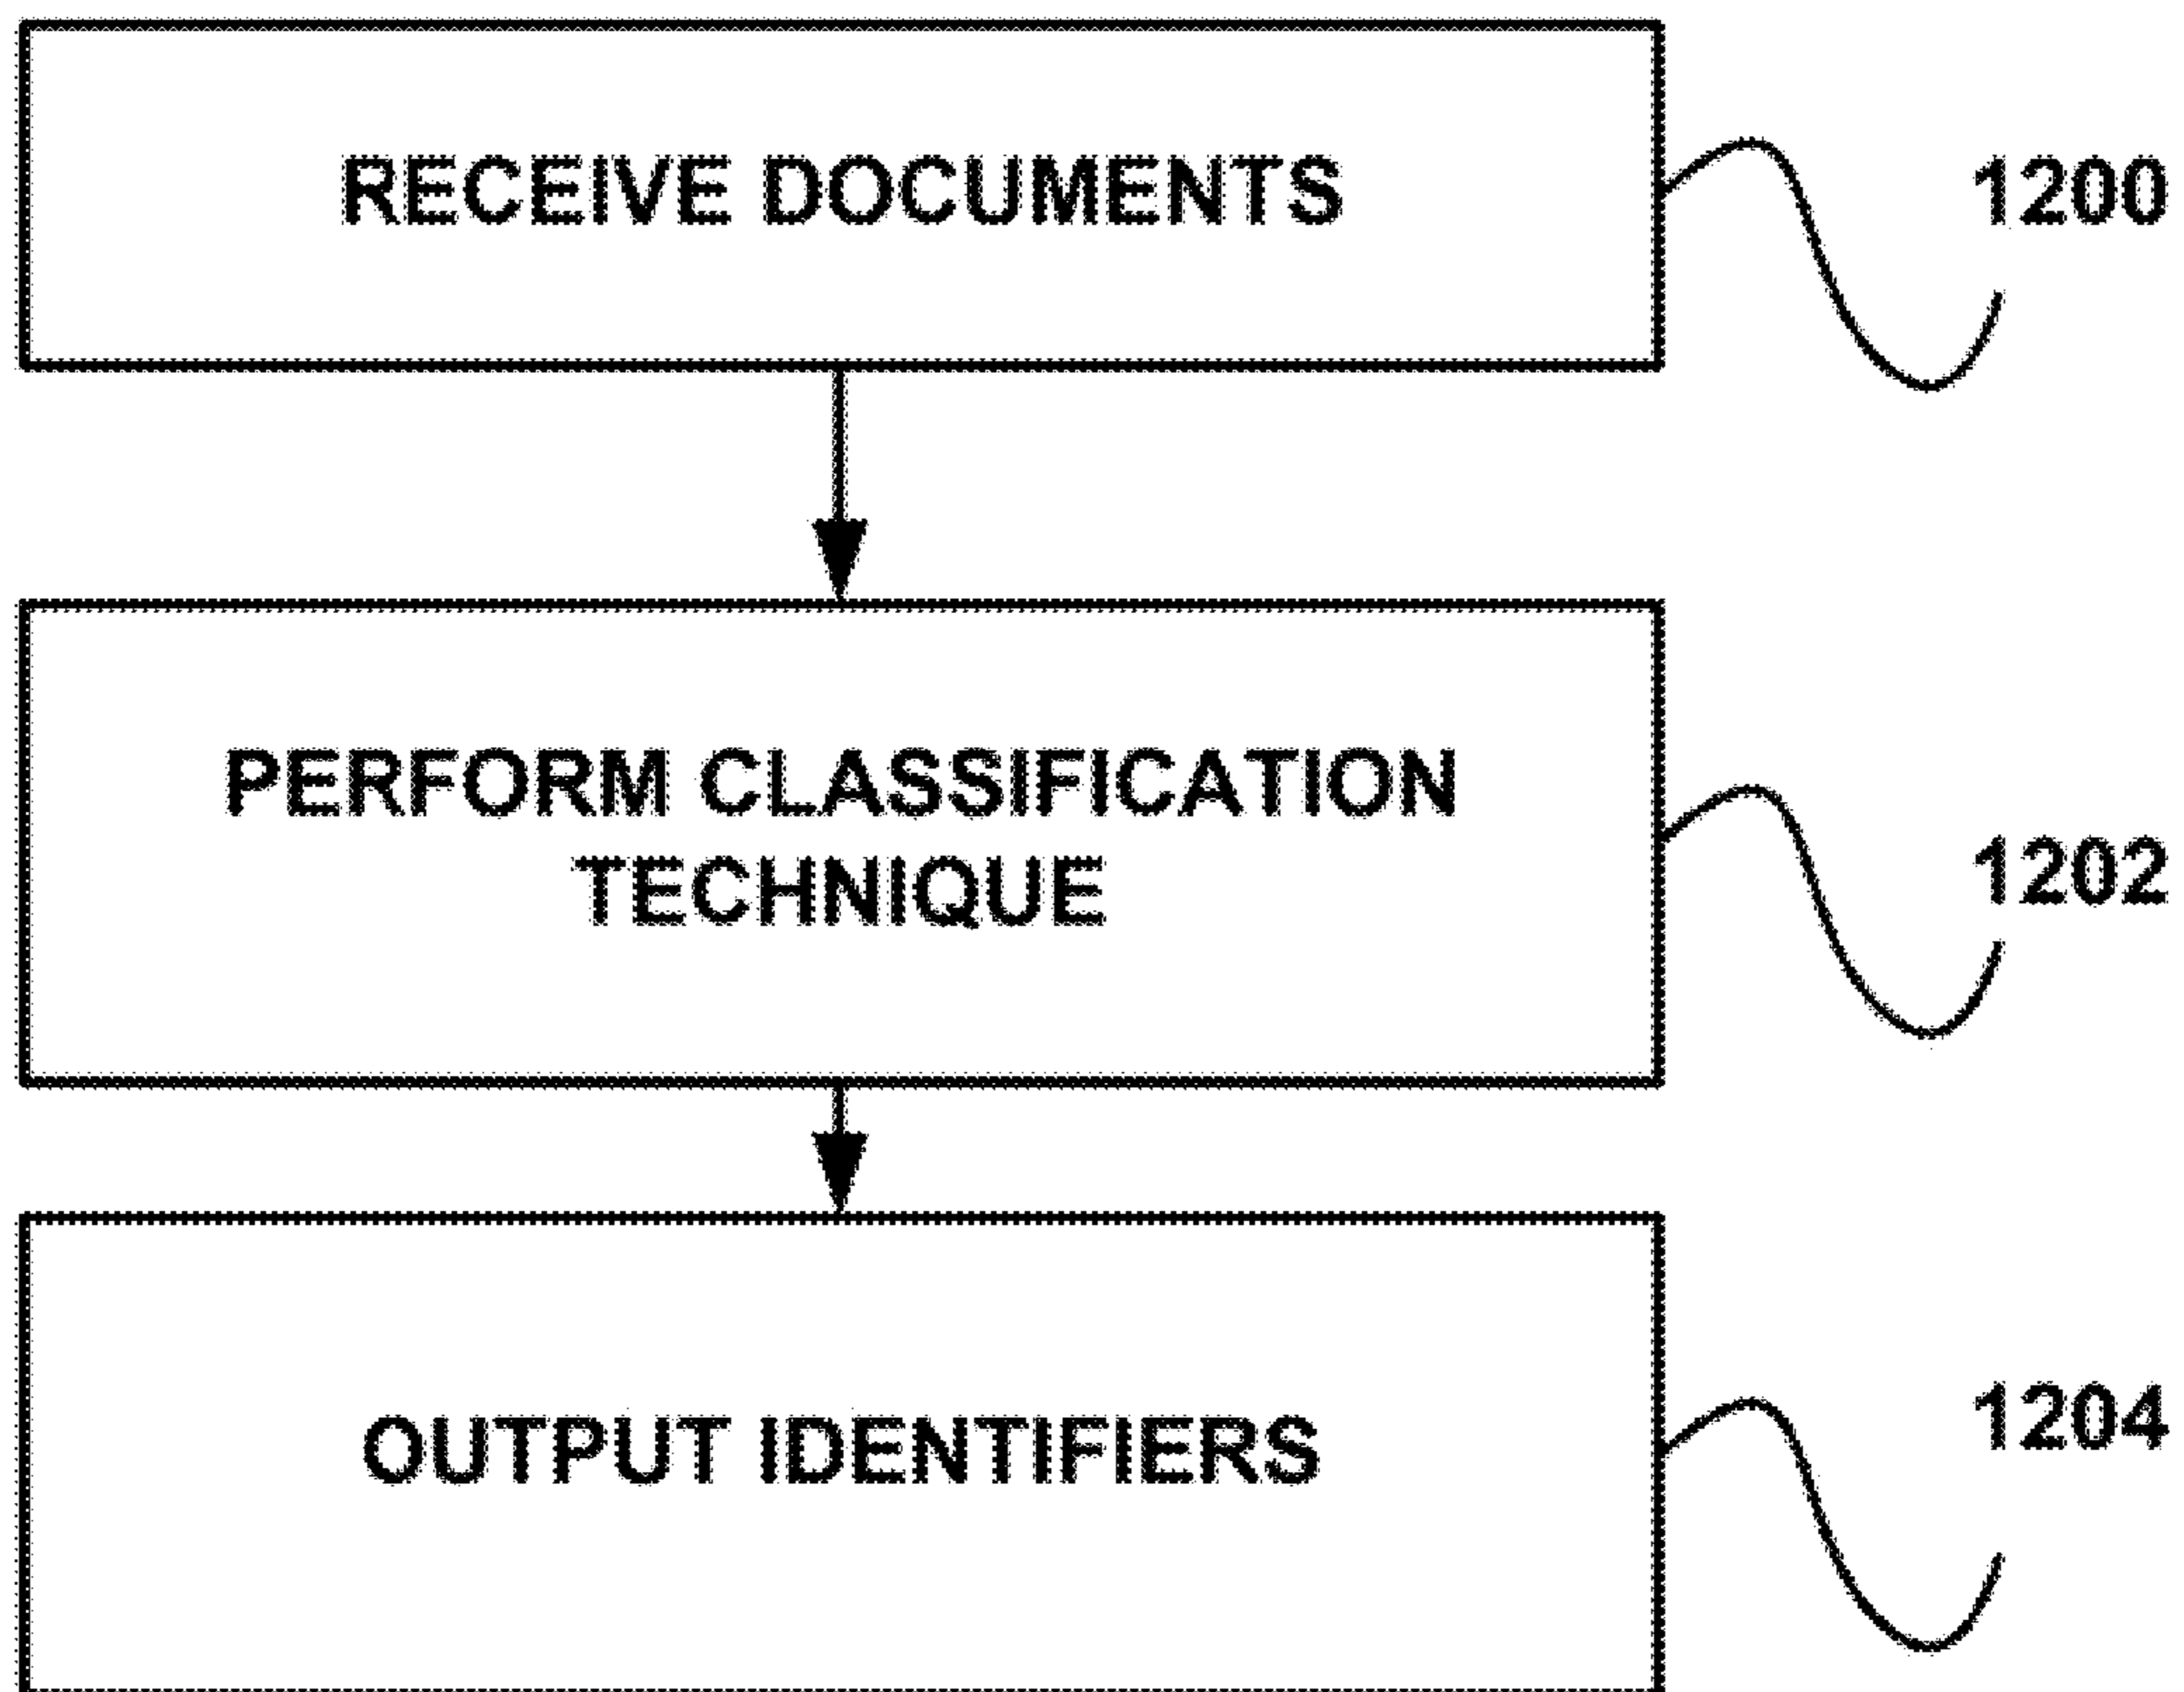 RECEIVE DOCUMENTS
1200
PERFORM CLASSIFICATION
TECHNIQUE
1202
OUTPUT IDENTIFIERS
1204